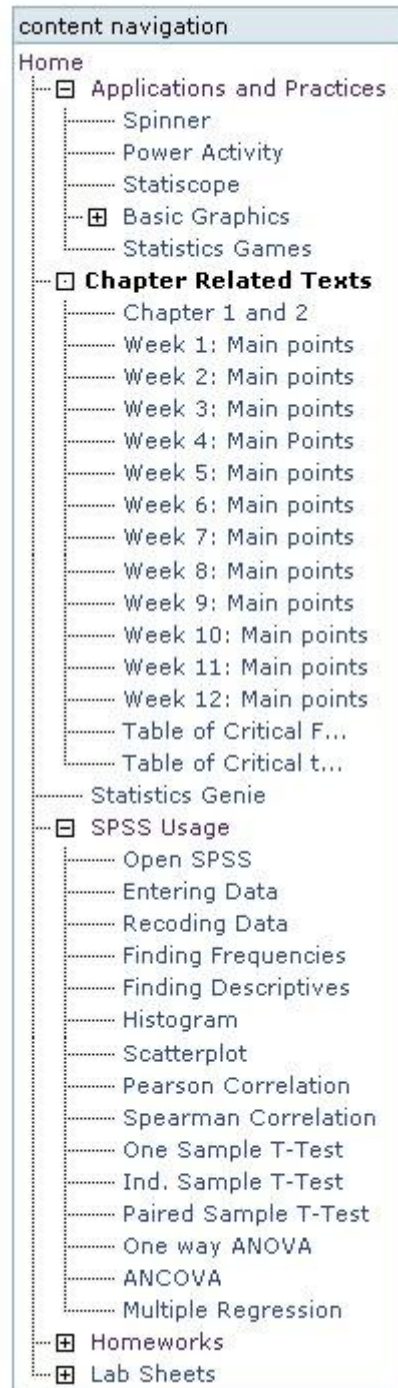 content navigation
Home
Applications and Practices
Spinner
Power Activity
Statiscope
Basic Graphics
Statistics Games
Chapter Related Texts
Chapter 1 and 2
Week 1: Main points
Week 2: Main points
Week 3: Main points
Week 4: Main Points
Week 5: Main points
Week 6: Main points
Week 7: Main points
Week 8: Main points
Week 9: Main points
Week 10: Main points
Week 11: Main points
Week 12: Main points
Table of Critical F...
Table of Critical t...
Statistics Genie
SPSS Usage
Open SPSS
Entering Data
Recoding Data
Finding Frequencies
Finding Descriptives
Histogram
Scatterplot
Pearson Correlation
Spearman Correlation
One Sample T-Test
Ind. Sample T-Test
Paired Sample T-Test
One way ANOVA
ANCOVA
Multiple Regression
Homeworks
Lab Sheets